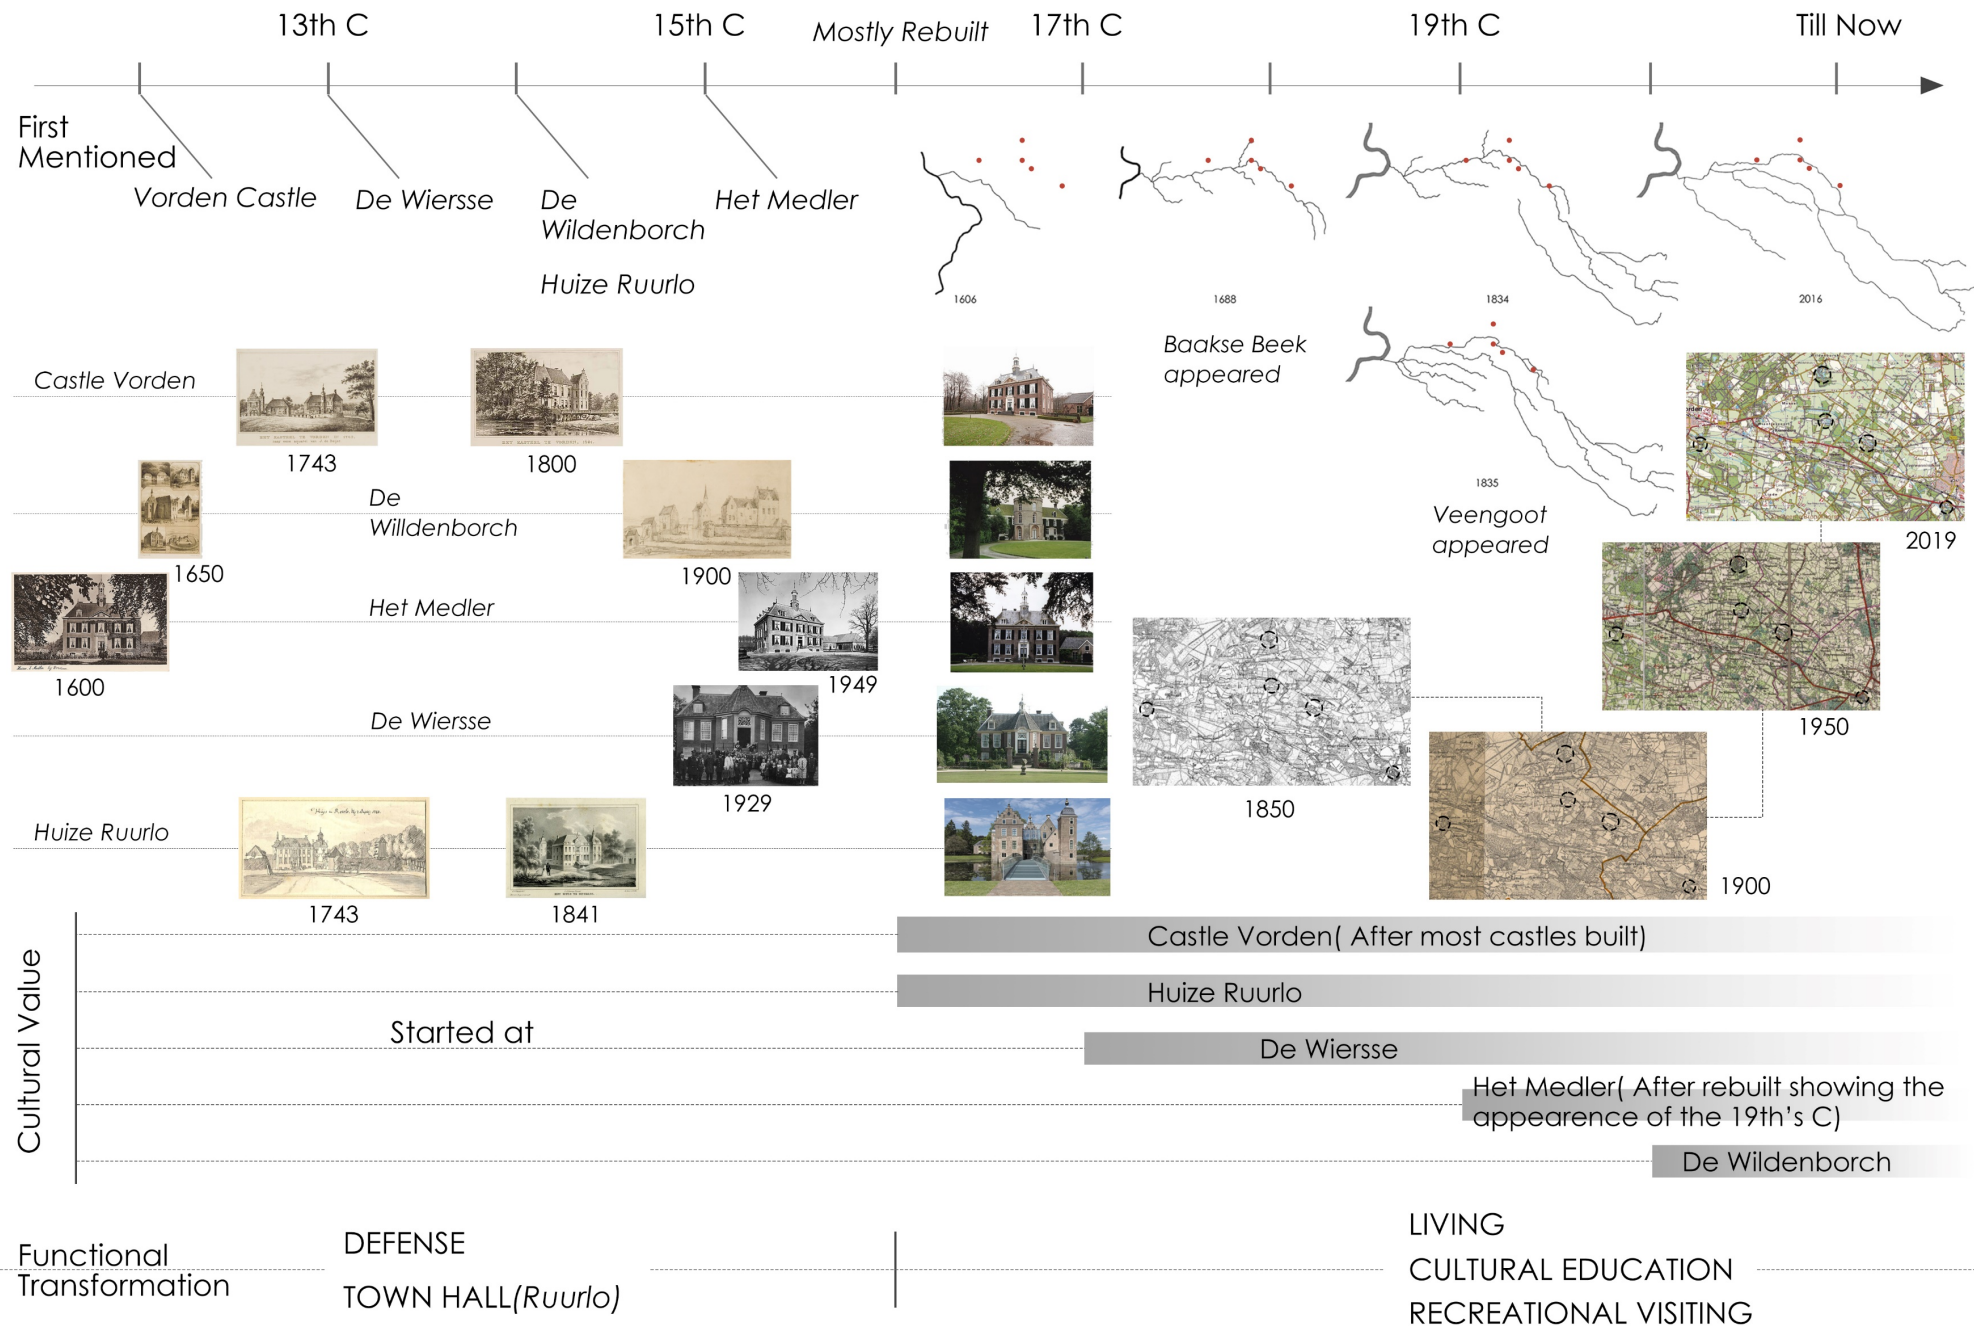 13th C
15th C
Mostly Rebuilt
17th C
19th C
Till Now
First
Mentioned
Vorden Castle
De Wiersse
De
Wildenborch
Huize Ruurlo
Het Medler
1606
1688
1834
2016
Baakse Beek
appeared
1835
Veengoot
appeared
Castle Vorden
1743
1800
De
Willdenborch
1650
1900
Het Medler
1600
1949
De Wiersse
1929
Huize Ruurlo
1743
1841
2019
1950
1850
1900
Cultural Value
Started at
Castle Vorden( After most castles built)
Huize Ruurlo
De Wiersse
Het Medler( After rebuilt showing the
appearence of the 19th's C)
De Wildenborch
Functional
Transformation
DEFENSE
TOWN HALL(Ruurlo)
LIVING
CULTURAL EDUCATION
RECREATIONAL VISITING